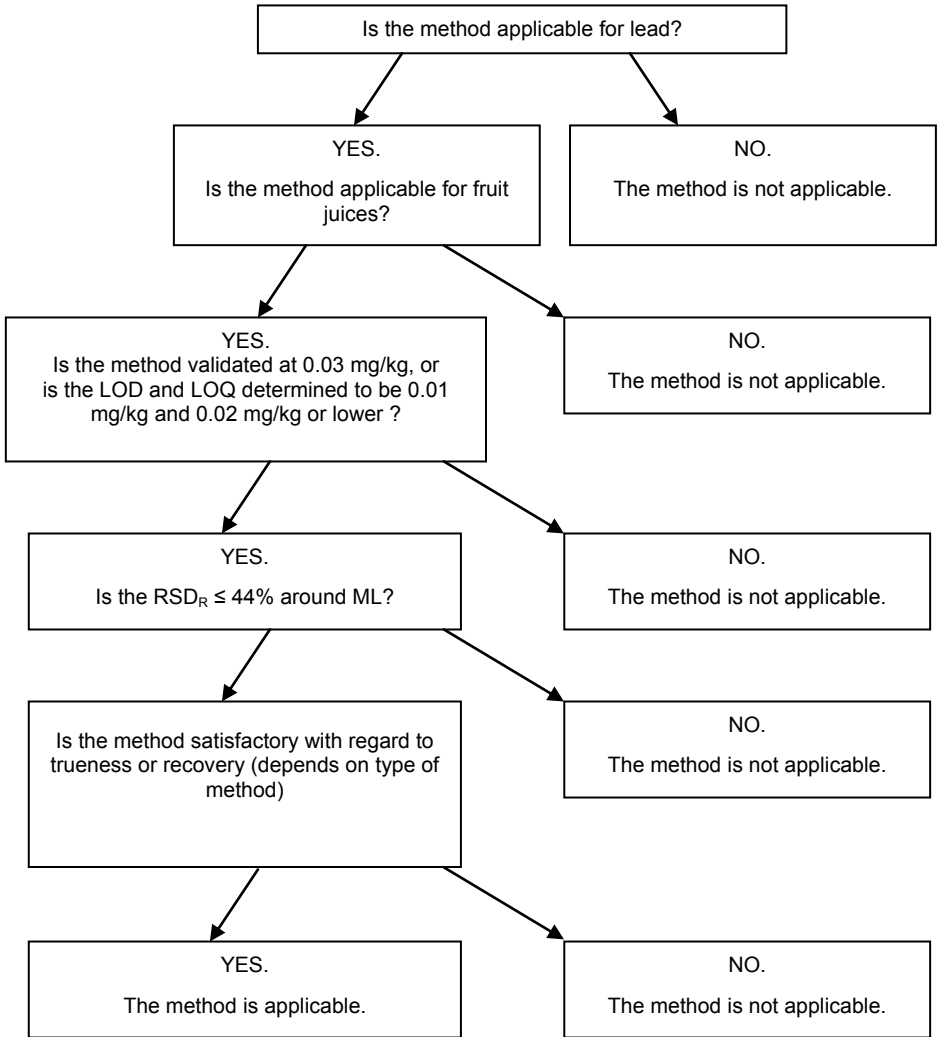 Is the method applicable for lead?
YES.
Is the method applicable for fruit
juices?
NO.
The method is not applicable.
YES.
Is the method validated at 0.03 mg/kg, or
is the LOD and LOQ determined to be 0.01
mg/kg and 0.02 mg/kg or lower ?
NO.
The method is not applicable.
YES.
Is the RSDR ≤ 44% around ML?
NO.
The method is not applicable.
Is the method satisfactory with regard to
trueness or recovery (depends on type of
method)
NO.
The method is not applicable.
YES.
The method is applicable.
NO.
The method is not applicable.